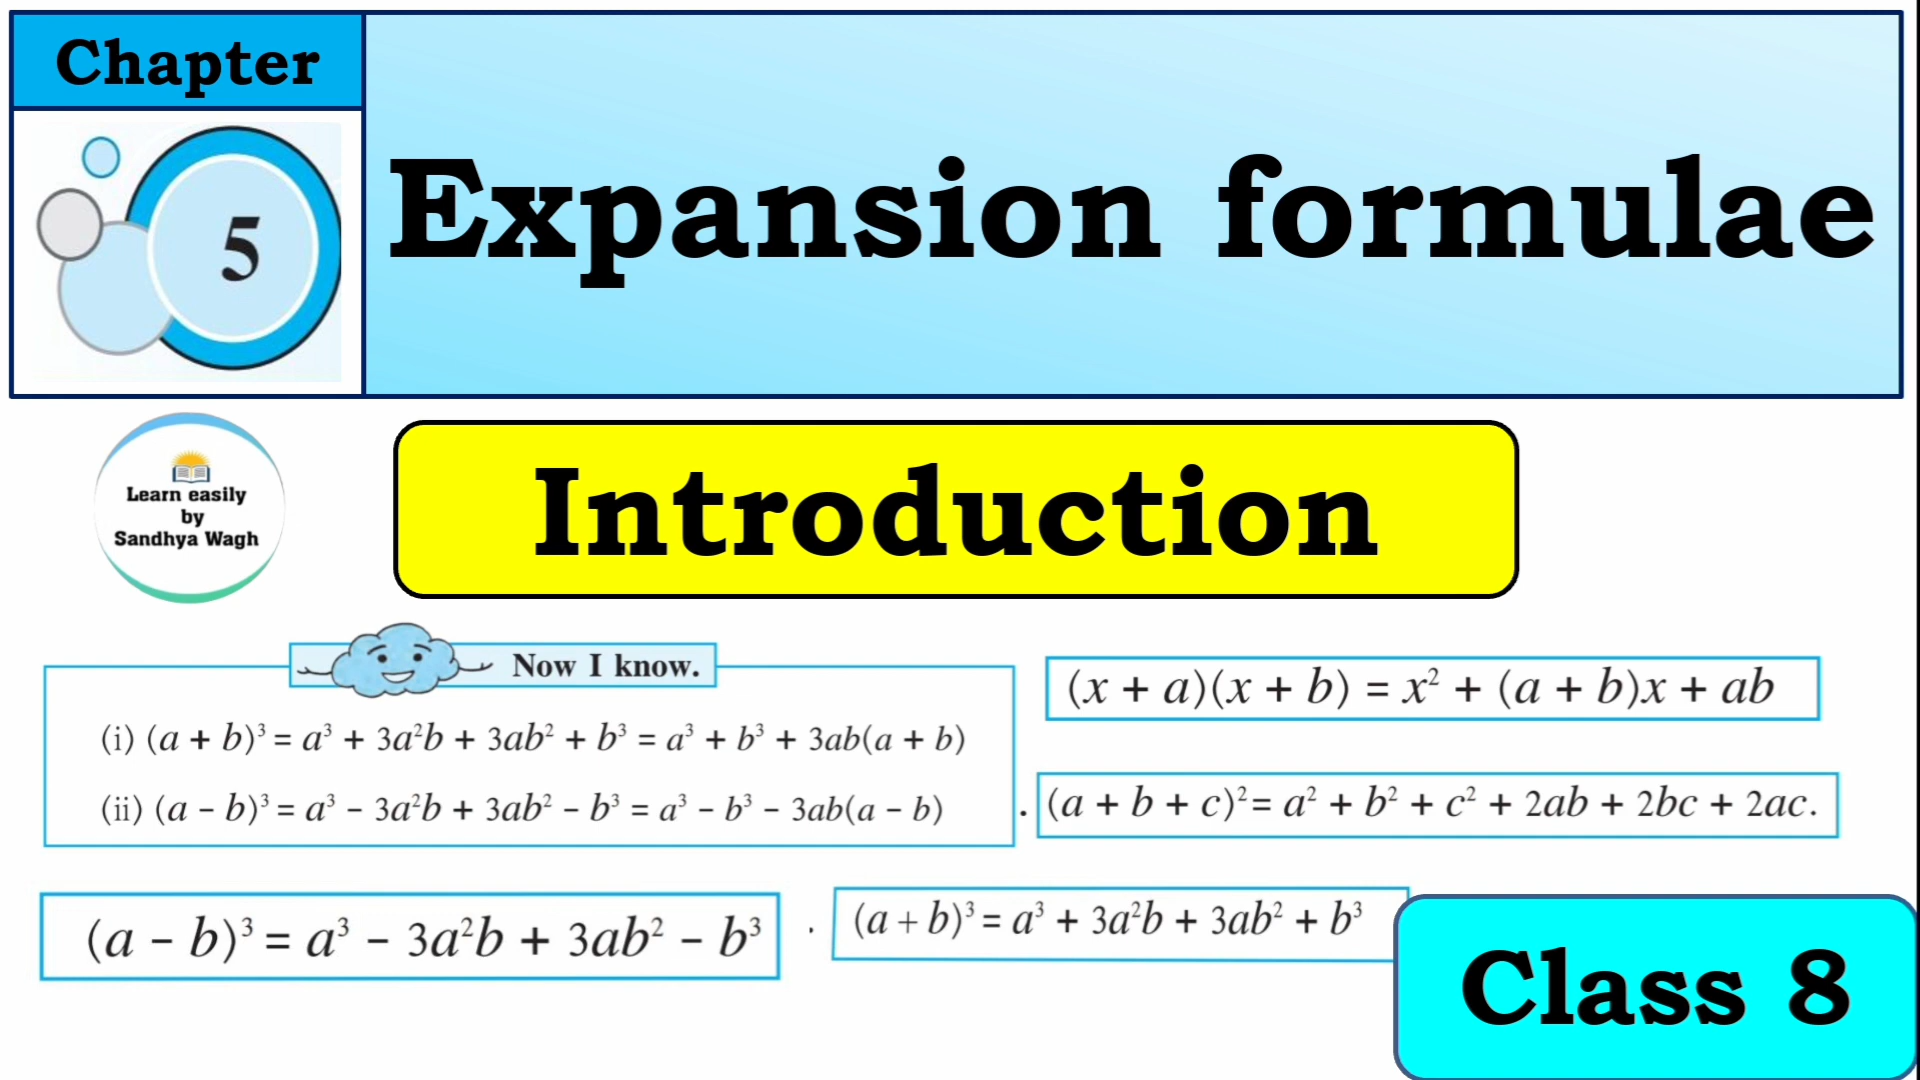 Chapter
5
Expansion formulae
Learn easily
by
Sandhya Wagh
Introduction
Now I know.
(i) (a + b)³ = a³ + 3a²b + 3ab² + b³ = a³ + b³ + 3ab(a + b)
(ii) (a − b)³ = a³ − 3a²b + 3ab² − b³ = a³ − b³ − 3ab(a − b)
(x + a)(x + b) = x² + (a + b)x + ab
. (a + b + c)² = a² + b² + c² + 2ab + 2bc + 2ac.
(a − b)³ = a³ − 3a²b + 3ab² − b³
. (a + b)³ = a³ + 3a²b + 3ab² + b³
Class 8